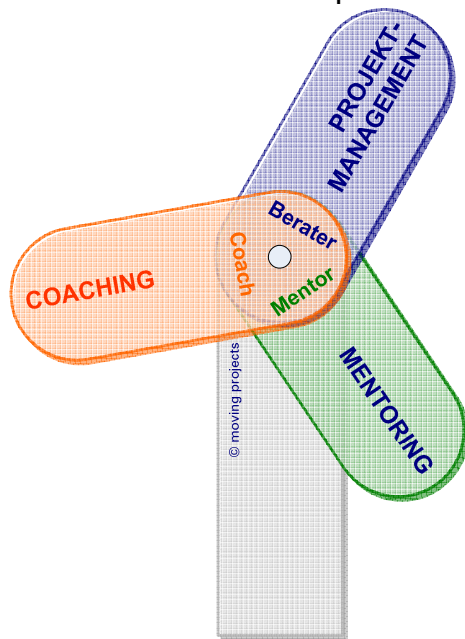 PROJEKT-
MANAGEMENT
Berater
Coach
Mentor
COACHING
MENTORING
© moving projects